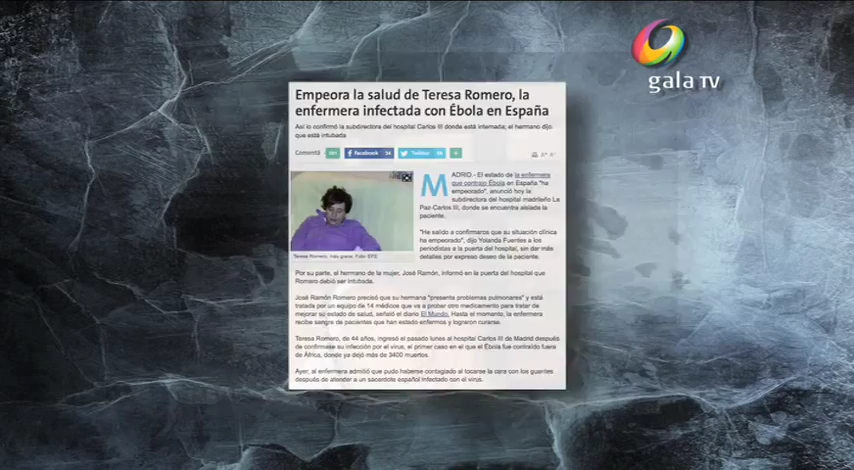 gala TV
Empeora la salud de Teresa Romero, la
enfermera infectada con Ébola en España
Así lo confirmó la subdirectora del hospital Carlos III donde está internada; el hermano dijo
que está intubada
Comentá
Facebook
Twitter
MADRID.- El estado de la enfermera
que contrajo Ébola en España "ha
empeorado", anunció hoy la
subdirectora del hospital madrileño La
Paz-Carlos III, donde se encuentra aislada la
paciente.
"He salido a confirmaros que su situación clínica
ha empeorado", dijo Yolanda Fuentes a los
periodistas a la puerta del hospital, sin dar más
detalles por expreso deseo de la paciente.
Teresa Romero, más grave. Foto: EFE
Por su parte, el hermano de la mujer, José Ramón, informó en la puerta del hospital que
Romero debió ser intubada.
José Ramón Romero precisó que su hermana "presenta problemas pulmonares" y está
tratada por un equipo de 14 médicos que va a probar otro medicamento para tratar de
mejorar su estado de salud, señaló el diario El Mundo. Hasta el momento, la enfermera
recibe sangre de pacientes que han estado enfermos y lograron curarse.
Teresa Romero, de 44 años, ingresó el pasado lunes al hospital Carlos III de Madrid después
de confirmarse su infección por el virus, el primer caso en el que el Ébola fue contraído fuera
de África, donde ya dejó más de 3400 muertos.
Ayer, al enfermera admitió que pudo haberse contagiado al tocarse la cara con los guantes
después de atender a un sacerdote español infectado con el virus.